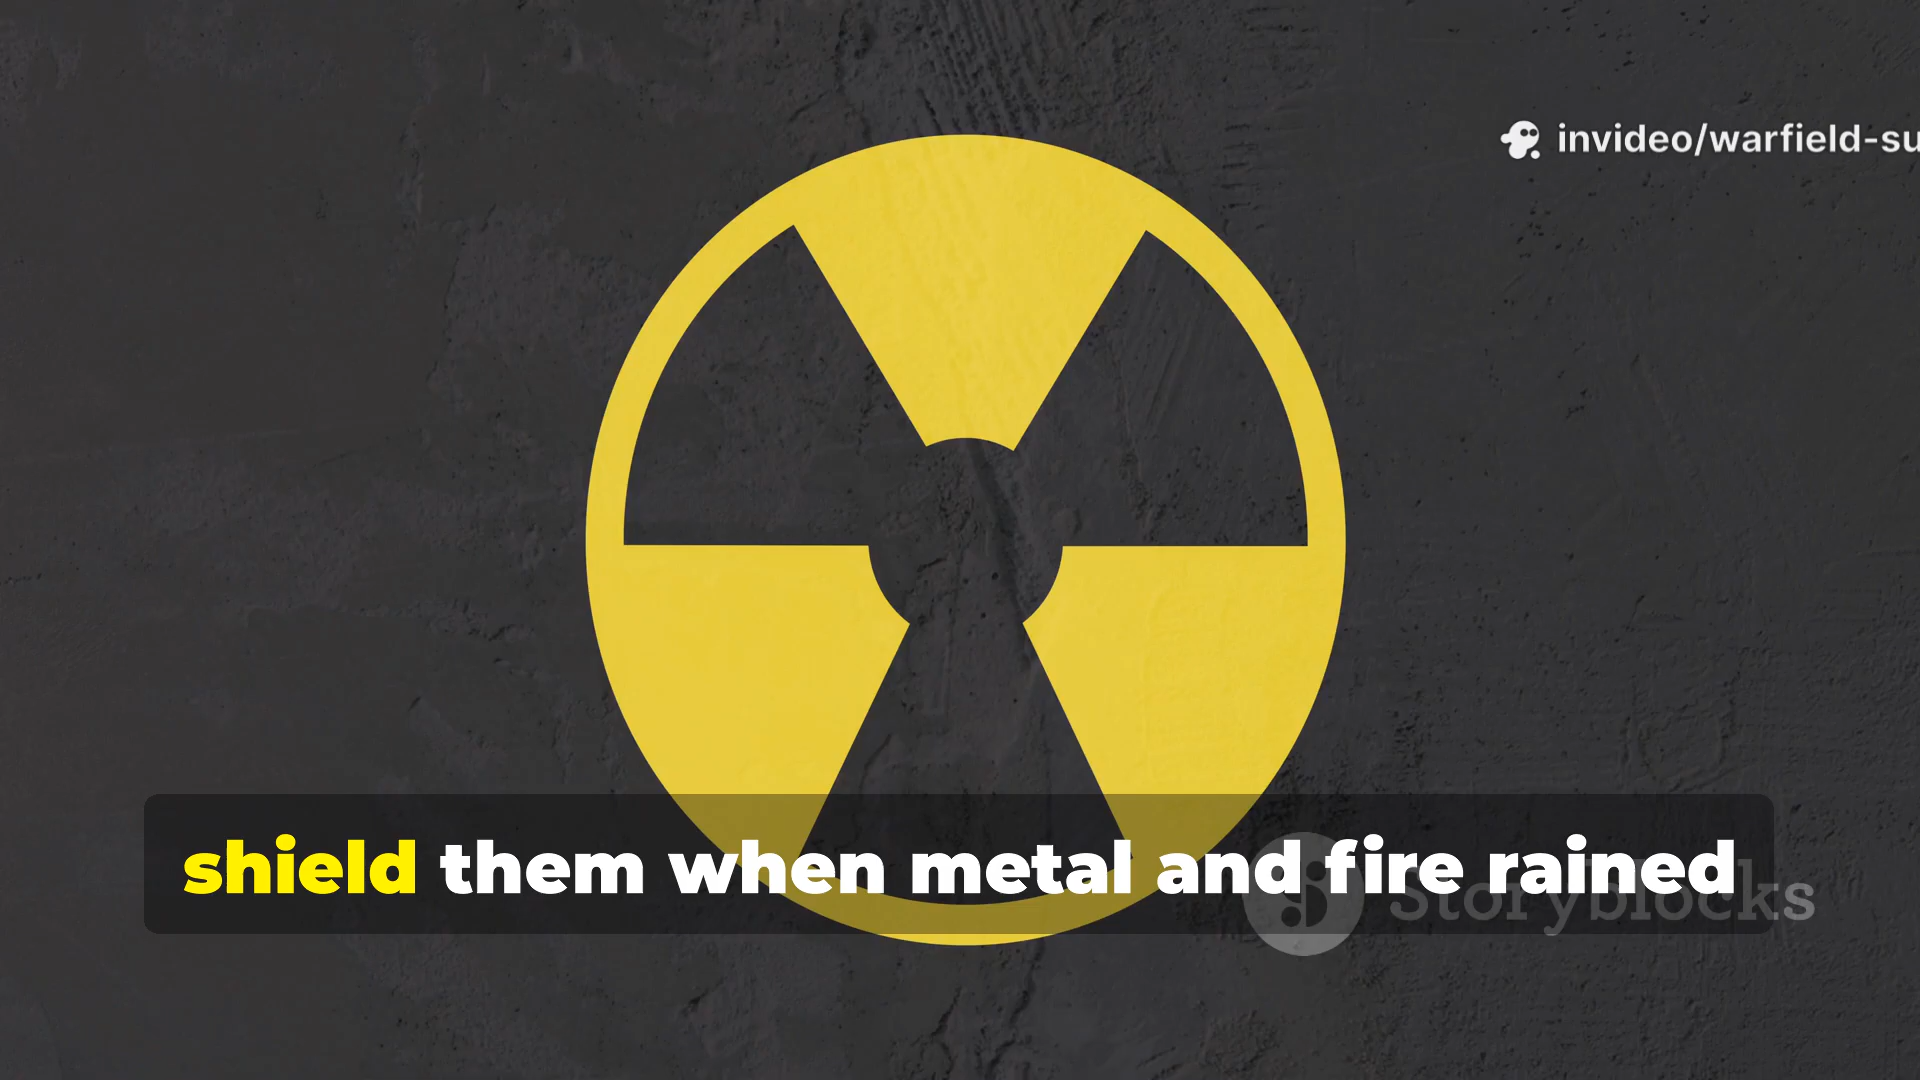 invideo/warfield-su
shield them when metal and fire rained
Storyblocks